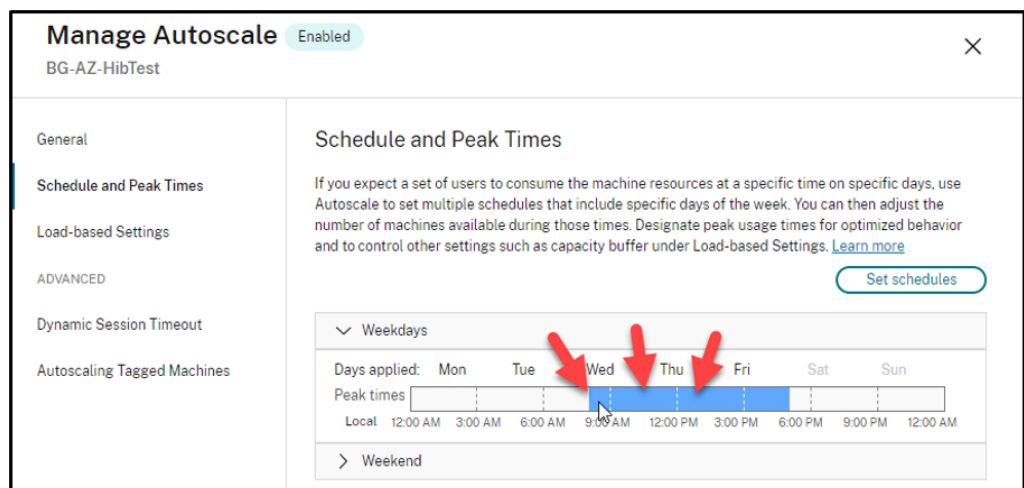 Manage Autoscale Enabled
BG-AZ-HibTest
General
Schedule and Peak Times
Load-based Settings
ADVANCED
Dynamic Session Timeout
Autoscaling Tagged Machines
Schedule and Peak Times
If you expect a set of users to consume the machine resources at a specific time on specific days, use
Autoscale to set multiple schedules that include specific days of the week. You can then adjust the
number of machines available during those times. Designate peak usage times for optimized behavior
and to control other settings such as capacity buffer under Load-based Settings. Learn more
Set schedules
Weekdays
Days applied: Mon Tue Wed Thu Fri Sat Sun
Peak times
Local 12:00 AM 3:00 AM 6:00 AM 9:00 AM 12:00 PM 3:00 PM 6:00 PM 9:00 PM 12:00 AM
Weekend